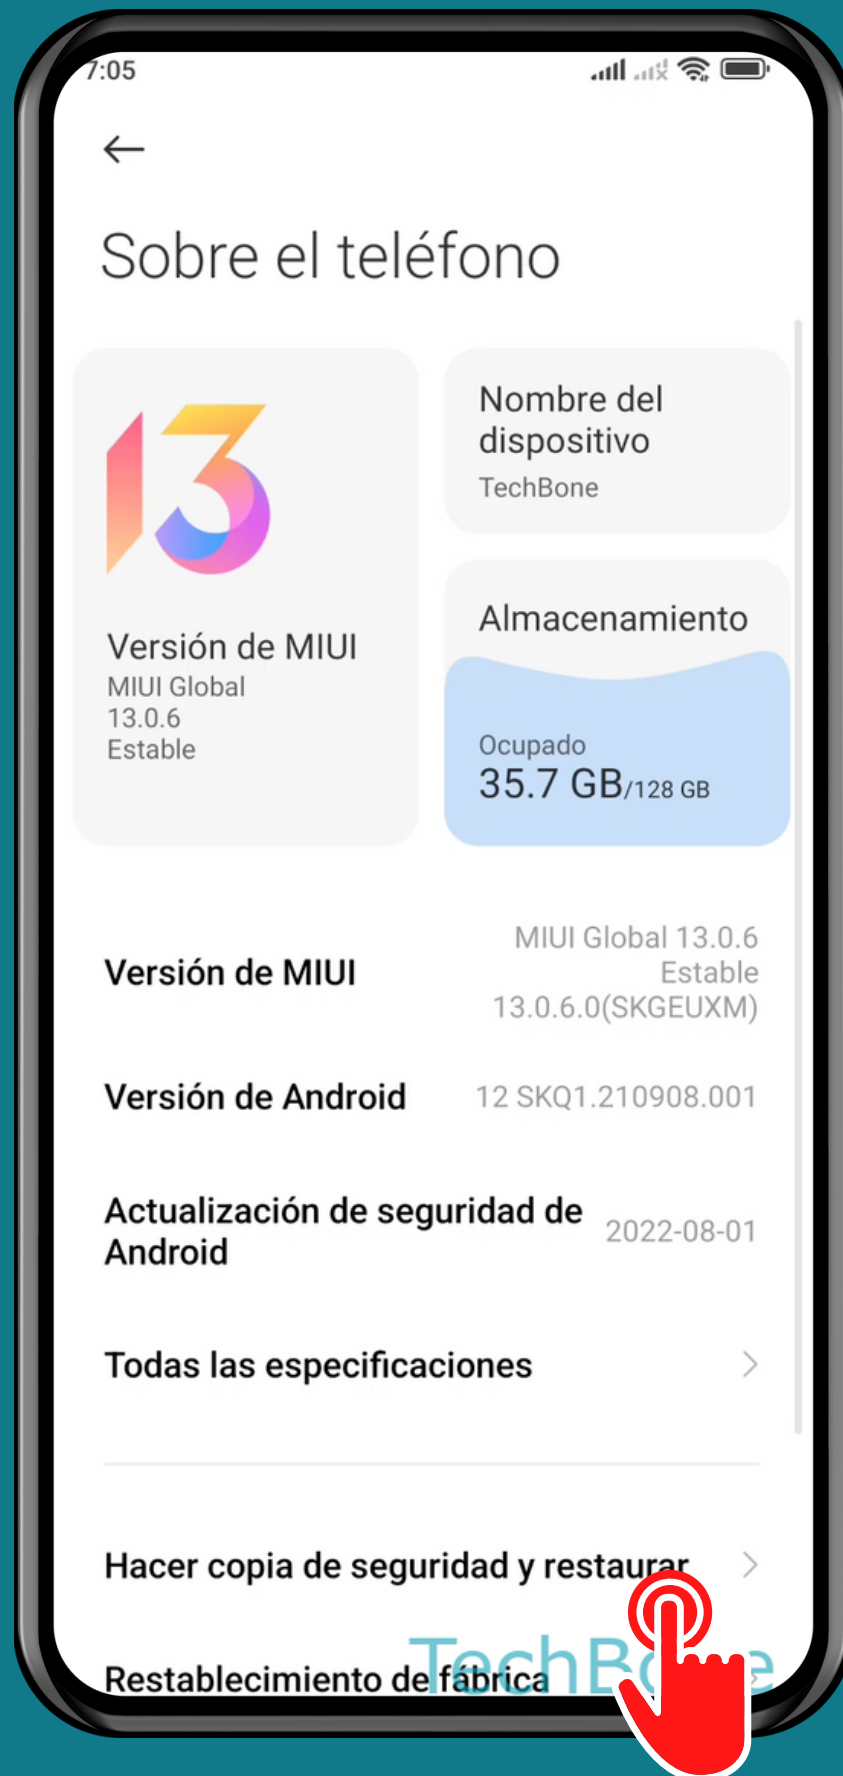 7:05
Sobre el teléfono
13
Versión de MIUI
MIUI Global
13.0.6
Estable
Nombre del
dispositivo
TechBone
Almacenamiento
Ocupado
35.7 GB/128 GB
Versión de MIUI
MIUI Global 13.0.6
Estable
13.0.6.0(SKGEUXM)
Versión de Android
12 SKQ1.210908.001
Actualización de seguridad de
Android
2022-08-01
Todas las especificaciones
Hacer copia de seguridad y restaurar
Restablecimiento de fábrica
TechBone